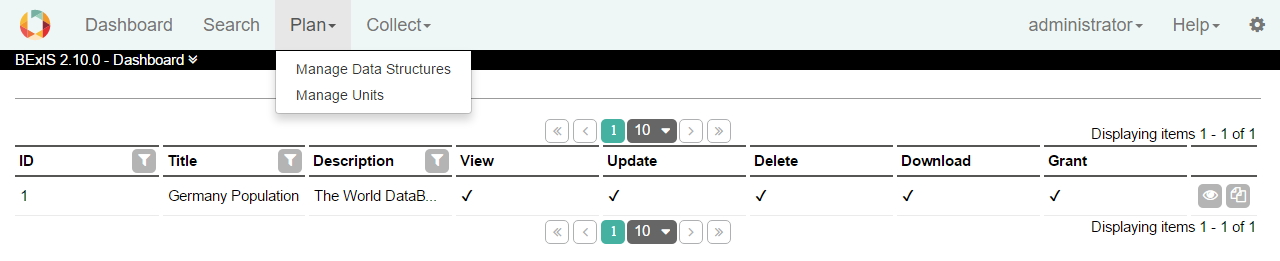 Dashboard Search Plan Collect administrator Help
BExIS 2.10.0 - Dashboard
Manage Data Structures
Manage Units
1 10 Displaying items 1 - 1 of 1
ID Title Description View Update Delete Download Grant
1 Germany Population The World DataB... ✓ ✓ ✓ ✓ ✓
1 10 Displaying items 1 - 1 of 1